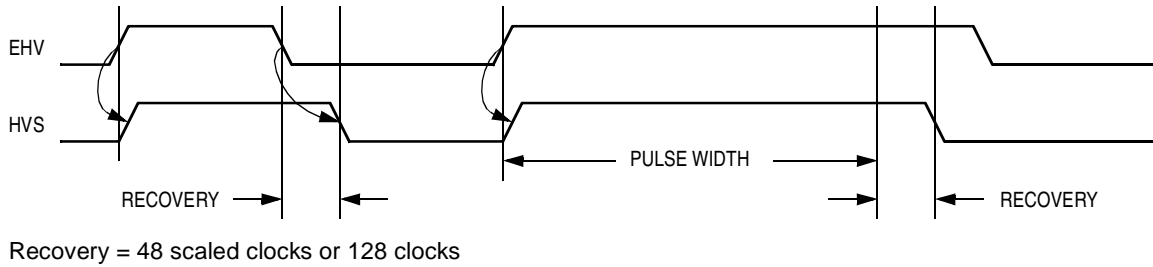 EHV
HVS
PULSE WIDTH
RECOVERY
RECOVERY
Recovery = 48 scaled clocks or 128 clocks